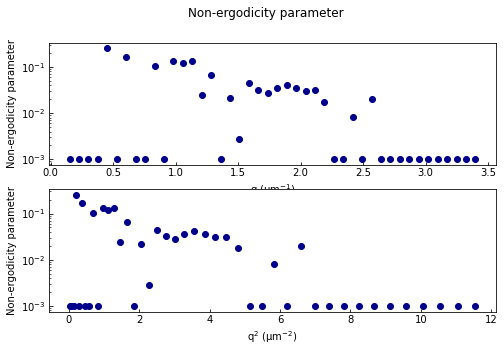 Non-ergodicity parameter
Non-ergodicity parameter
10⁻¹
10⁻²
10⁻³
0.0 0.5 1.0 1.5 2.0 2.5 3.0 3.5
q (μm⁻¹)
Non-ergodicity parameter
10⁻¹
10⁻²
10⁻³
0 2 4 6 8 10 12
q² (μm⁻²)